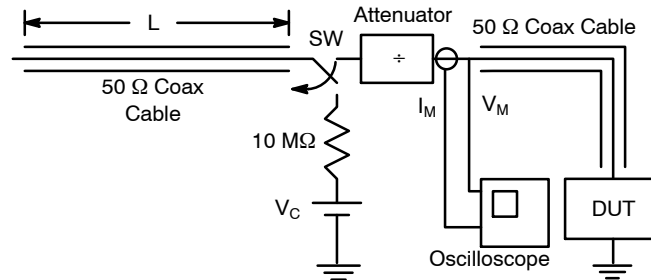 Attenuator
L
SW
50 Ω Coax Cable
÷
50 Ω Coax
Cable
I_M
V_M
10 MΩ
V_C
DUT
Oscilloscope